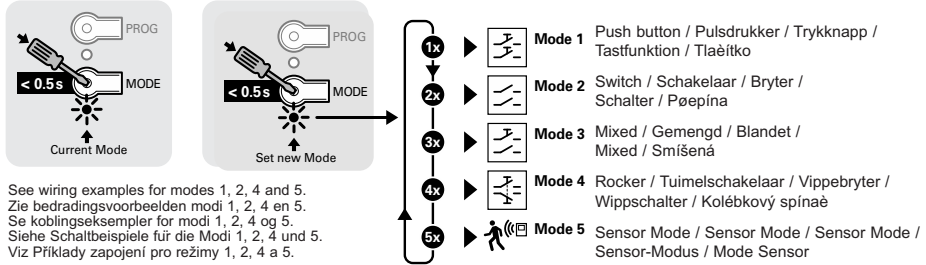 PROG
< 0.5 s
MODE
Current Mode
PROG
< 0.5 s
MODE
Set new Mode
See wiring examples for modes 1, 2, 4 and 5.
Zie bedradingsvoorbeelden modi 1, 2, 4 en 5.
Se koblingseksempler for modi 1, 2, 4 og 5.
Siehe Schaltbeispiele für die Modi 1, 2, 4 und 5.
Viz Příklady zapojení pro režimy 1, 2, 4 a 5.
1x
Mode 1
Push button / Pulsdrukker / Trykknapp /
Tastfunktion / Tlaèítko
2x
Mode 2
Switch / Schakelaar / Bryter /
Schalter / Pøepína
3x
Mode 3
Mixed / Gemengd / Blandet /
Mixed / Smíšená
4x
Mode 4
Rocker / Tuimelschakelaar / Vippebryter /
Wippschalter / Kolébkový spínaè
5x
Mode 5
Sensor Mode / Sensor Mode / Sensor Mode /
Sensor-Modus / Mode Sensor